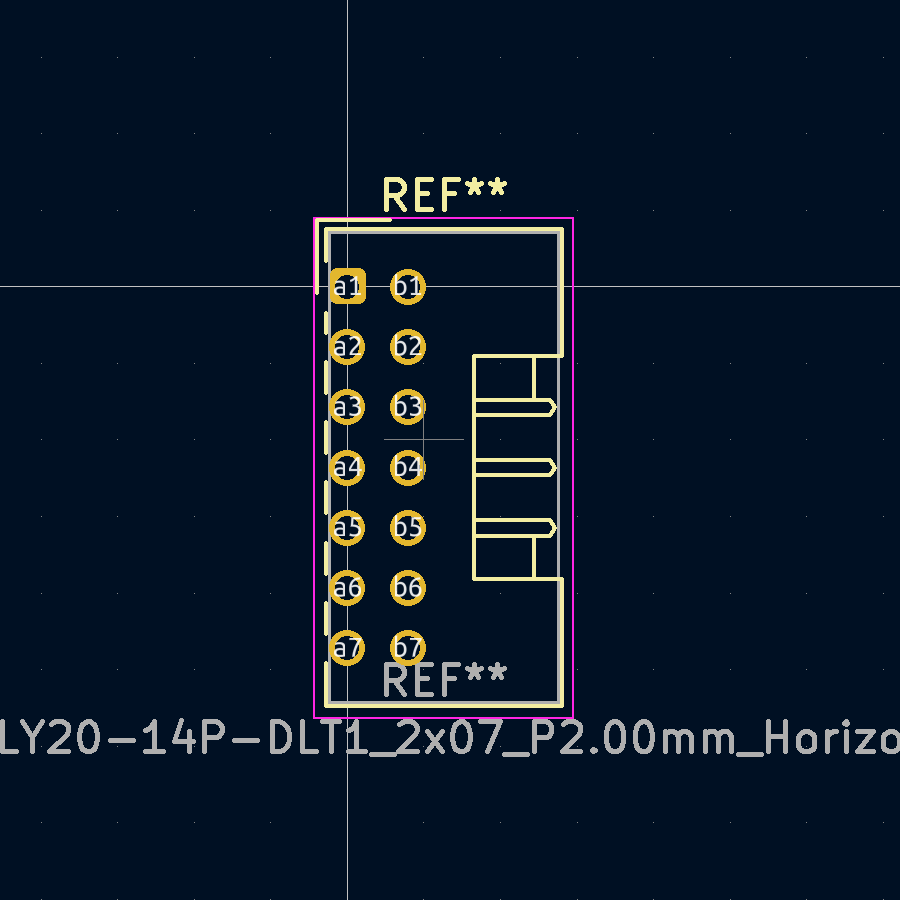 REF**
a1 b1
a2 b2
a3 b3
a4 b4
a5 b5
a6 b6
a7 b7
REF**
LY20-14P-DLT1_2x07_P2.00mm_Horizo